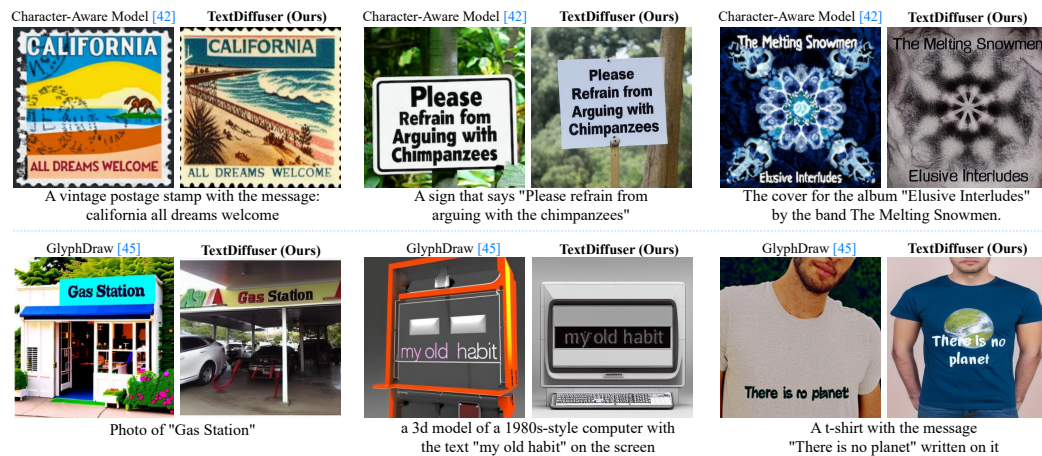 Character-Aware Model [42]
TextDiffuser (Ours)
Character-Aware Model [42]
TextDiffuser (Ours)
Character-Aware Model [42]
TextDiffuser (Ours)
CALIFORNIA
ALL DREAMS WELCOME
CALIFORNIA
ALL DREAMS WELCOME
Please
Refrain fom
Arguing with
Chimpanzees
Please
Refrain from
Arguing with
Chimpanzees
The Melting Snowmen
Elusive Interludes
The Melting Snowmen
Elusive Interludes
A vintage postage stamp with the message:
california all dreams welcome
A sign that says "Please refrain from
arguing with the chimpanzees"
The cover for the album "Elusive Interludes"
by the band The Melting Snowmen.
GlyphDraw [45]
TextDiffuser (Ours)
GlyphDraw [45]
TextDiffuser (Ours)
GlyphDraw [45]
TextDiffuser (Ours)
Gas Station
Gas Station
my old habit
my old habit
There is no planet
There is no
planet
Photo of "Gas Station"
a 3d model of a 1980s-style computer with
the text "my old habit" on the screen
A t-shirt with the message
"There is no planet" written on it